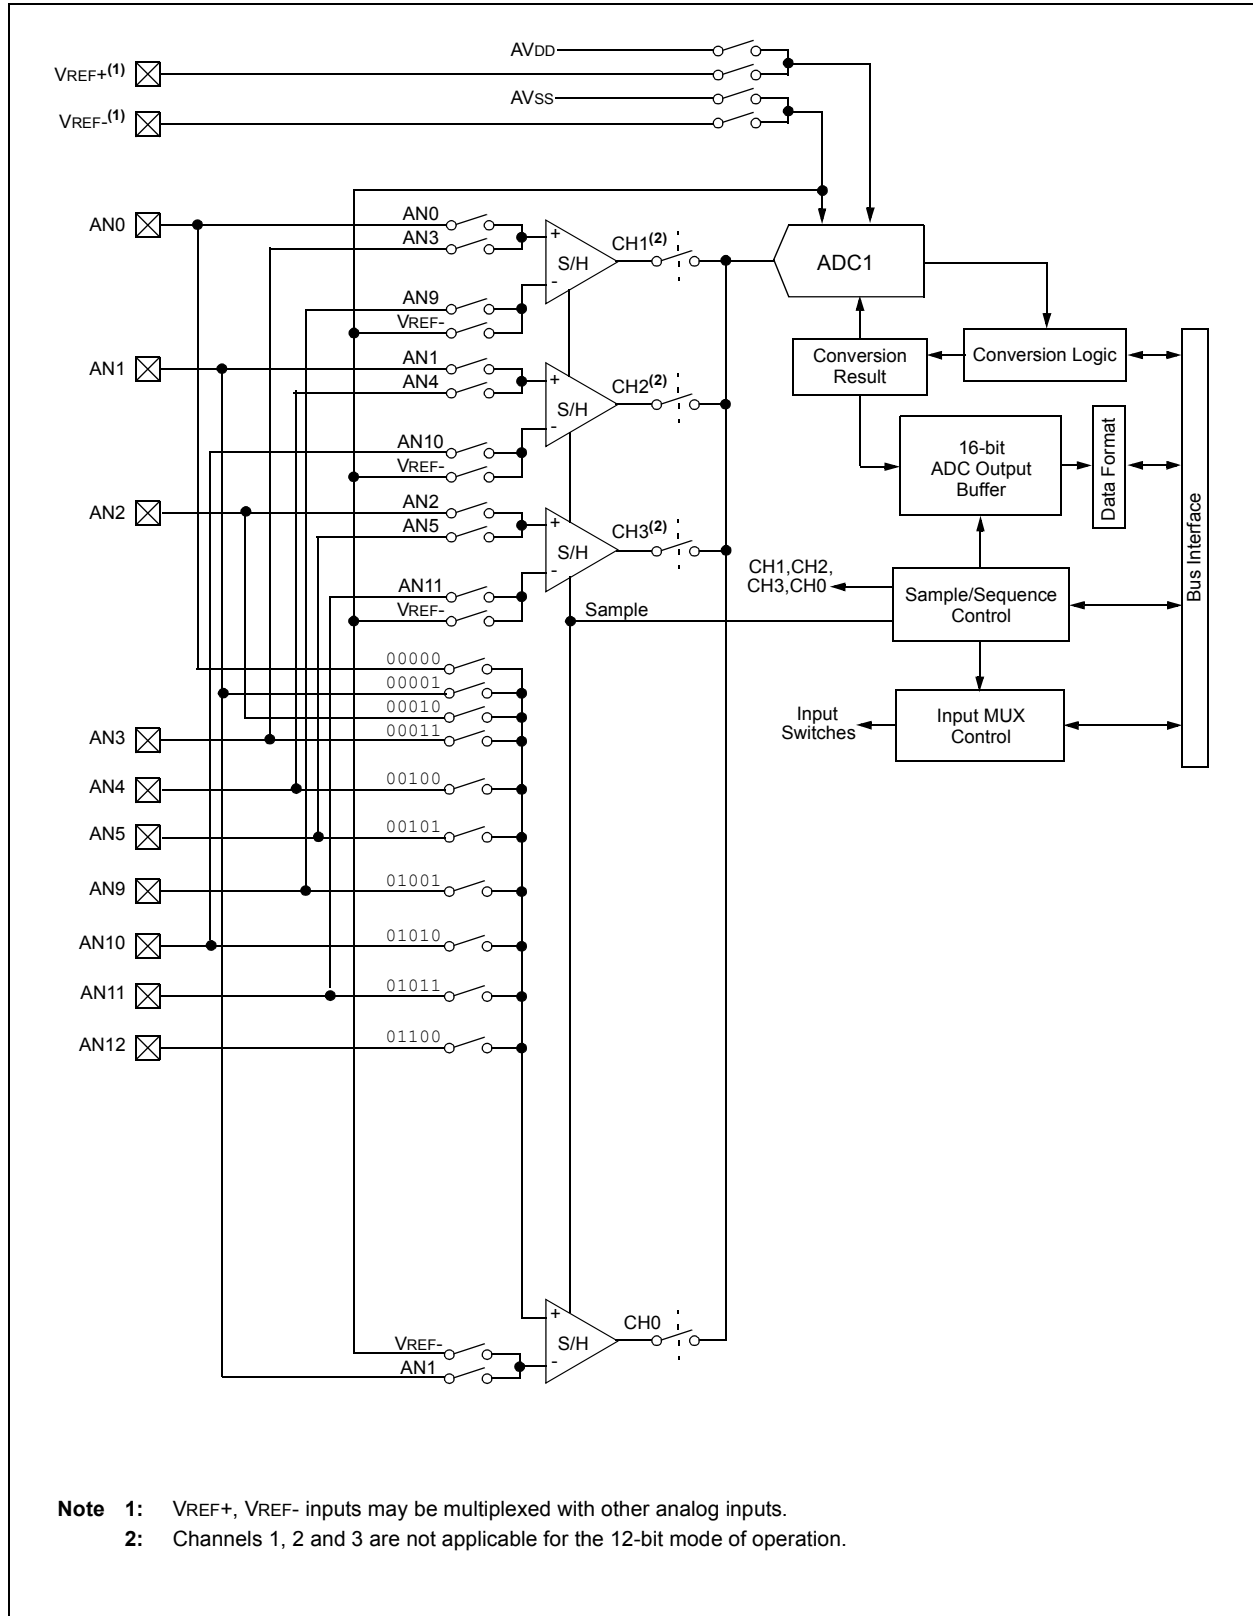 AVDD
VREF+(1)
AVSS
VREF-(1)
AN0
AN0
AN3
+
S/H
-
CH1(2)
AN9
VREF-
ADC1
AN1
AN1
AN4
+
S/H
-
CH2(2)
AN10
VREF-
Conversion
Result
Conversion Logic
16-bit
ADC Output
Buffer
Data Format
Bus Interface
AN2
AN2
AN5
+
S/H
-
CH3(2)
AN11
VREF-
CH1,CH2,
CH3,CH0
Sample/Sequence
Control
Sample
00000
00001
00010
AN3
00011
Input
Switches
Input MUX
Control
AN4
00100
AN5
00101
AN9
01001
AN10
01010
AN11
01011
AN12
01100
+
S/H
-
CH0
VREF-
AN1
Note 1: VREF+, VREF- inputs may be multiplexed with other analog inputs.
2: Channels 1, 2 and 3 are not applicable for the 12-bit mode of operation.